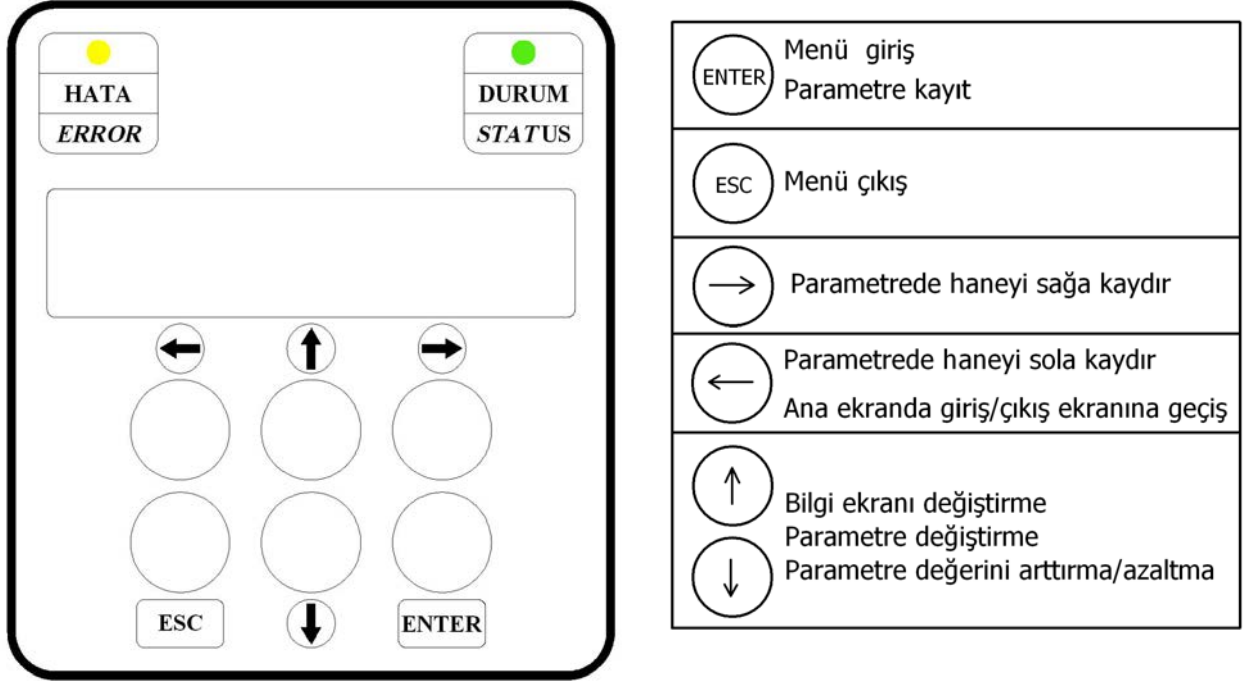 HATA
ERROR
DURUM
STATUS
ESC
ENTER
ENTER
Menü giriş
Parametre kayıt
ESC
Menü çıkış
Parametrede haneyi sağa kaydır
Parametrede haneyi sola kaydır
Ana ekranda giriş/çıkış ekranına geçiş
Bilgi ekranı değiştirme
Parametre değiştirme
Parametre değerini arttırma/azaltma